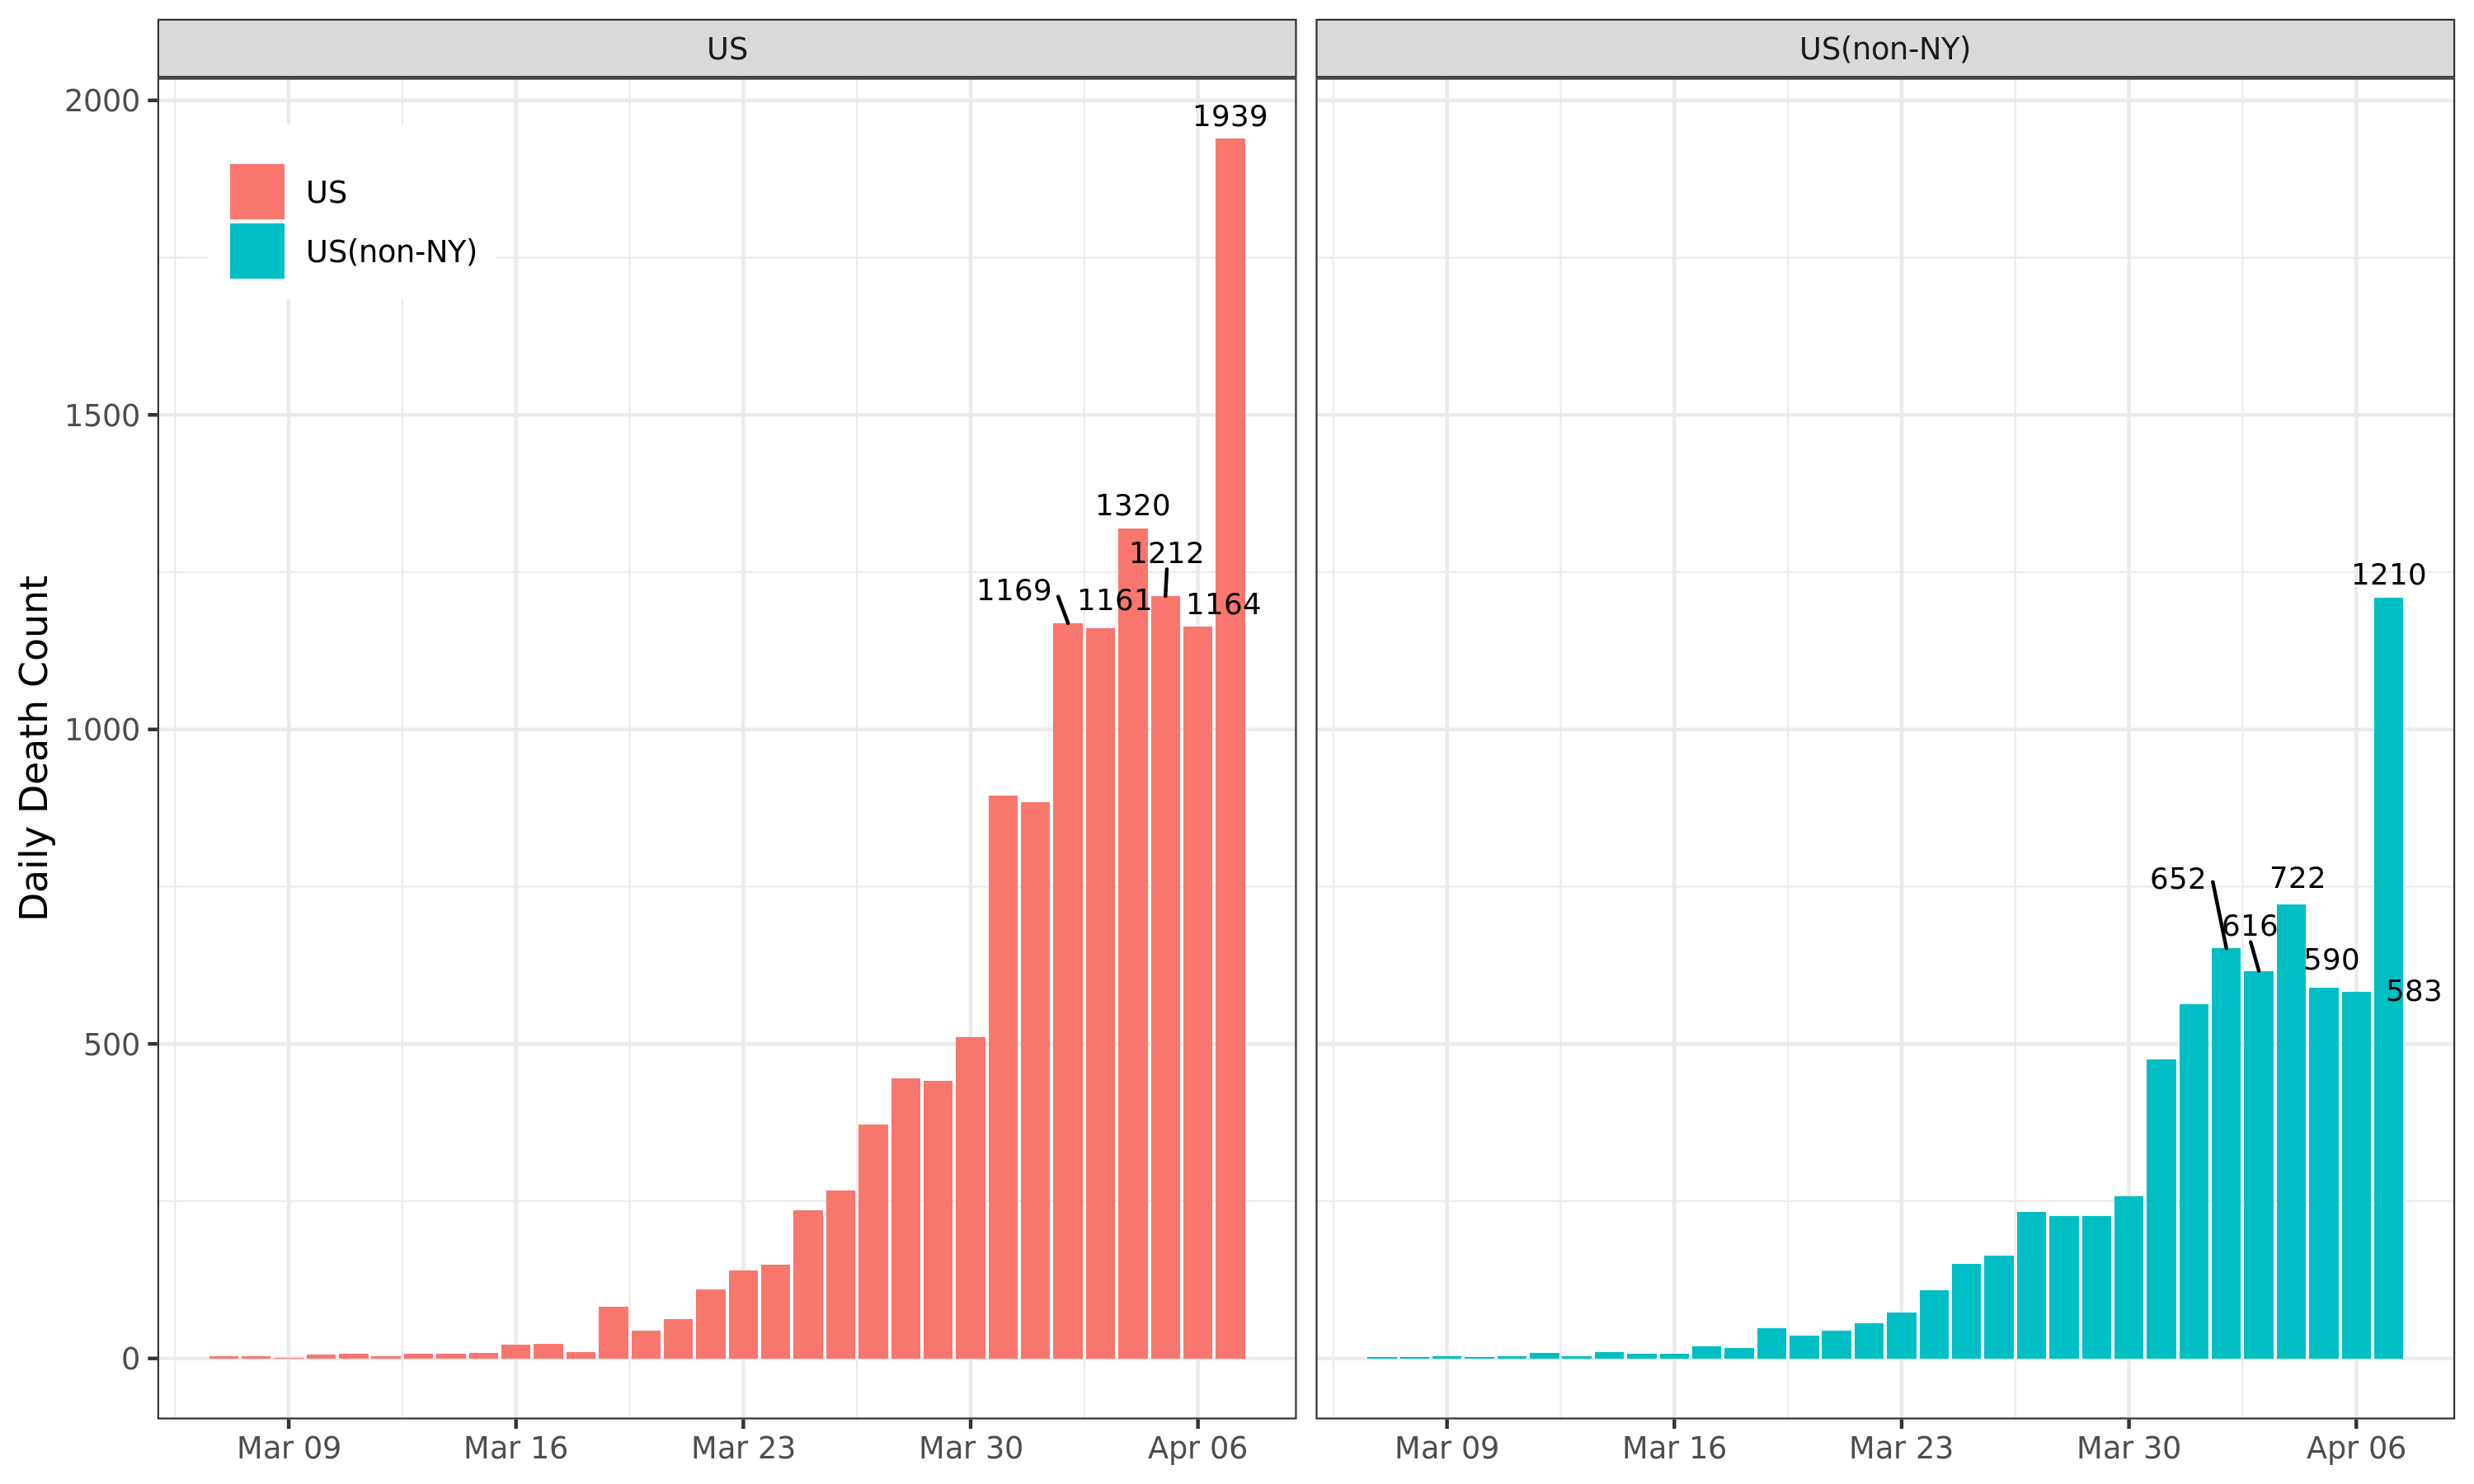 US
US(non-NY)
Daily Death Count
2000
1500
1000
500
0
US
US(non-NY)
1939
1320
1212
1169
1161
1164
1210
652
722
616
590
583
Mar 09
Mar 16
Mar 23
Mar 30
Apr 06
Mar 09
Mar 16
Mar 23
Mar 30
Apr 06